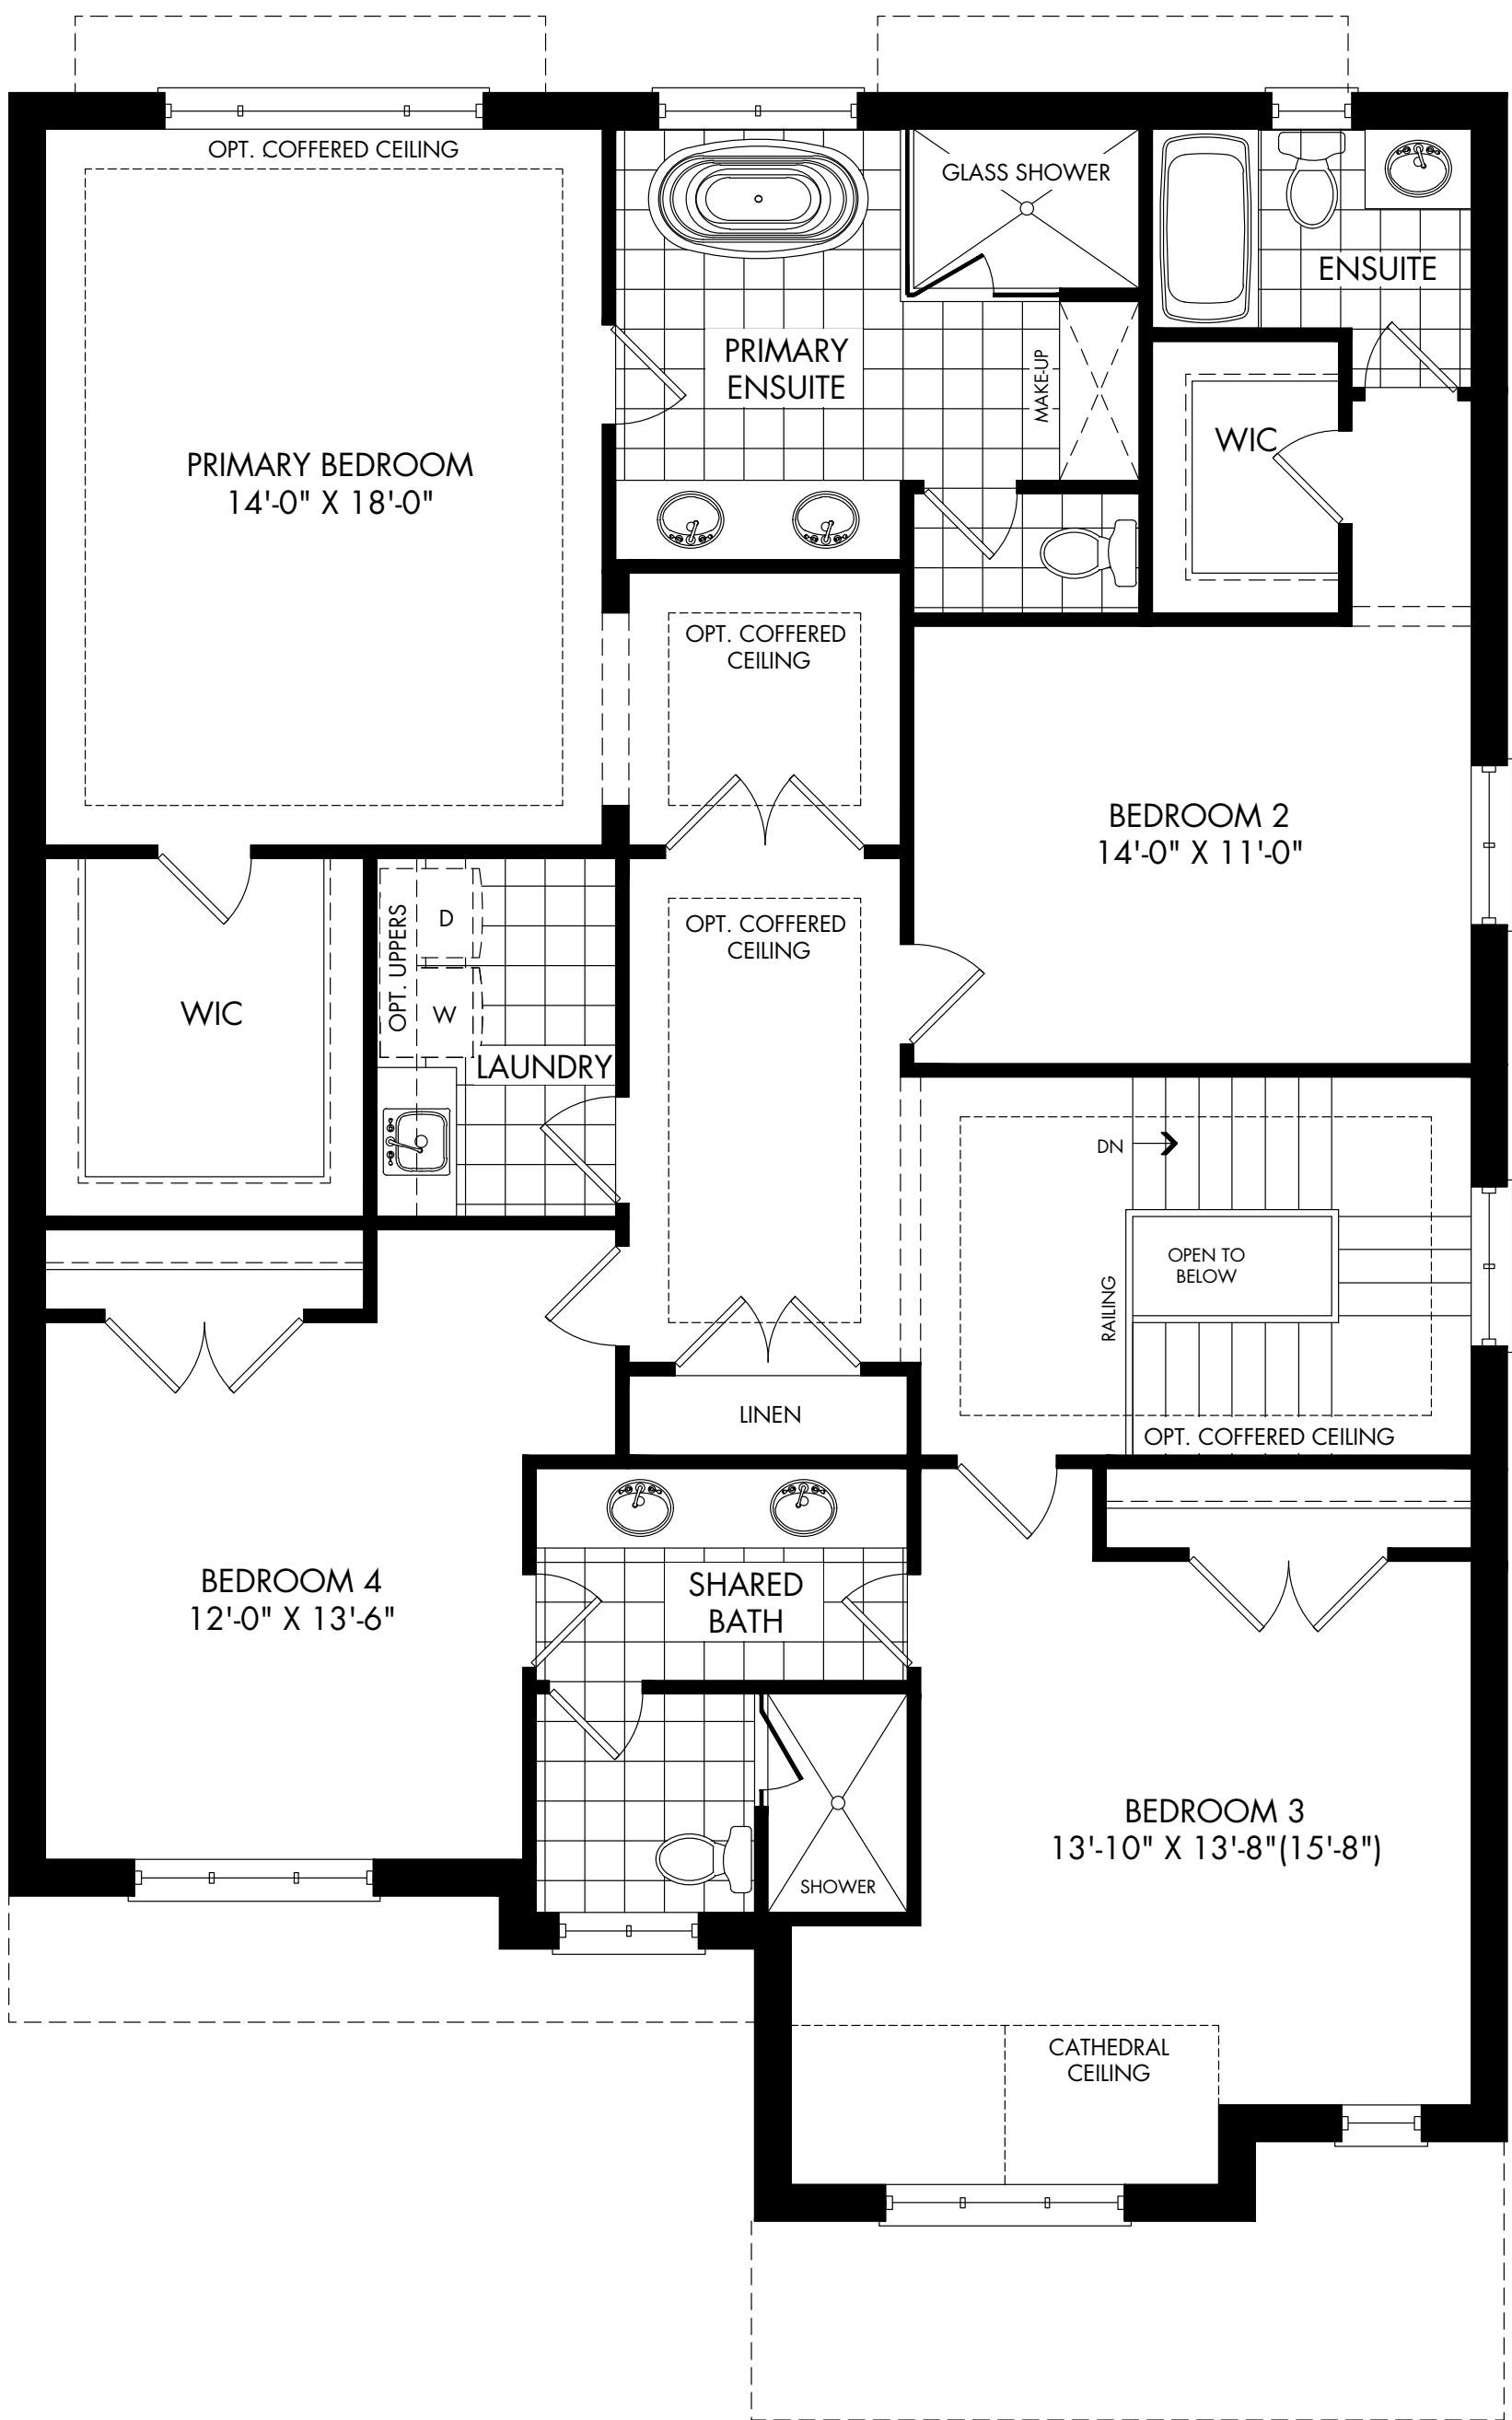 OPT. COFFERED CEILING
GLASS SHOWER
ENSUITE
PRIMARY
ENSUITE
MAKE-UP
WIC
PRIMARY BEDROOM
14'-0" X 18'-0"
OPT. COFFERED
CEILING
BEDROOM 2
14'-0" X 11'-0"
OPT. UPPERS
D
W
OPT. COFFERED
CEILING
WIC
LAUNDRY
DN
OPEN TO
BELOW
RAILING
LINEN
OPT. COFFERED CEILING
BEDROOM 4
12'-0" X 13'-6"
SHARED
BATH
BEDROOM 3
13'-10" X 13'-8"(15'-8")
SHOWER
CATHEDRAL
CEILING